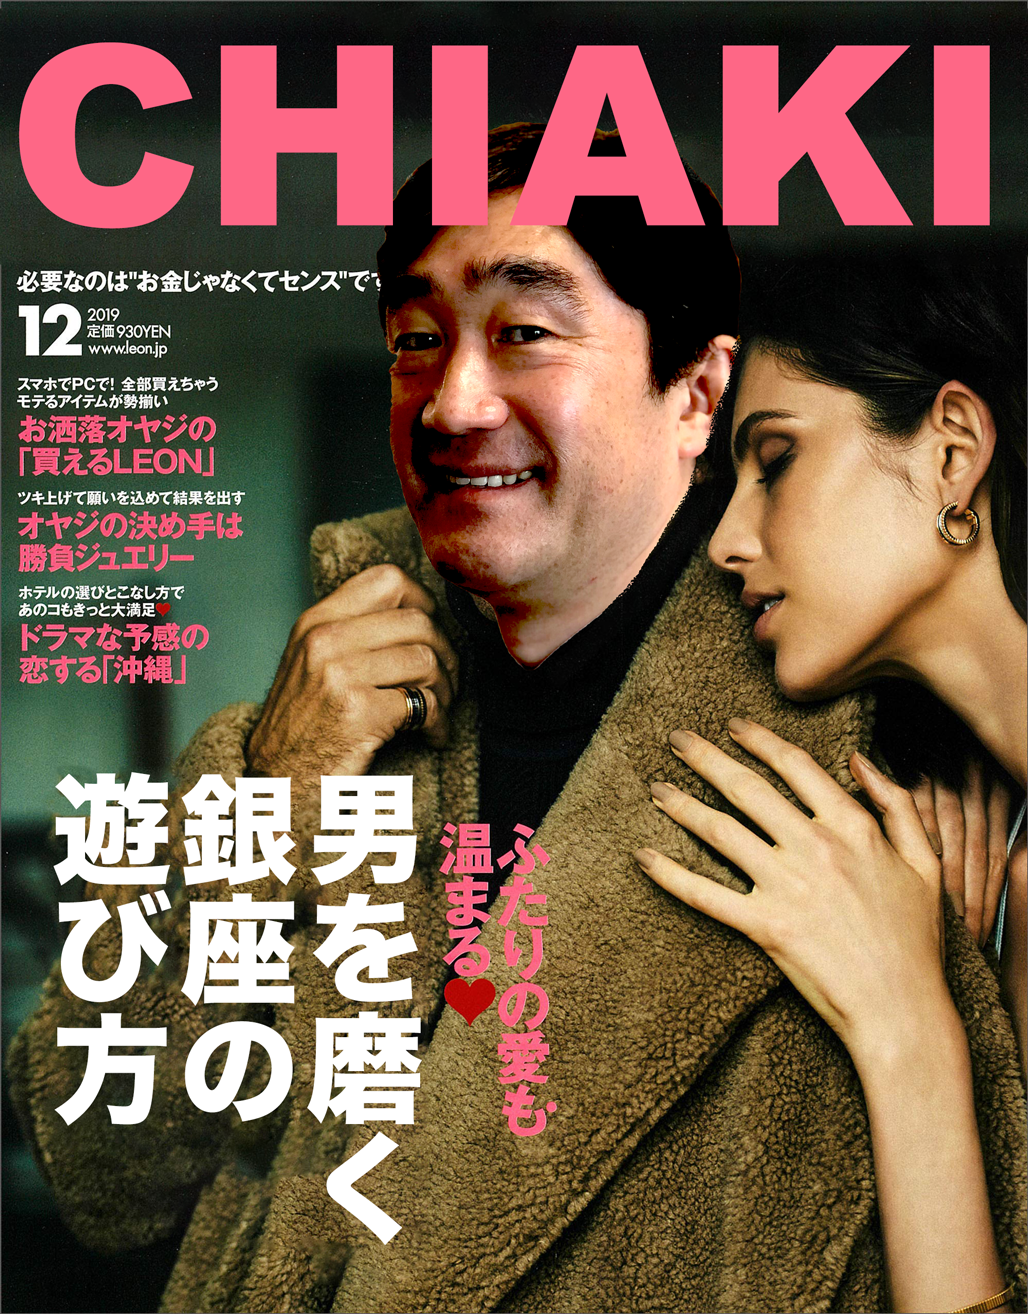 CHIAKI
必要なのは"お金じゃなくてセンス"です
12
2019
定価930YEN
www.leon.jp
スマホでPCで! 全部買えちゃう
モテるアイテムが勢揃い
お洒落オヤジの
「買えるLEON」
ツキ上げて願いを込めて結果を出す
オヤジの決め手は
勝負ジュエリー
ホテルの選びとこなし方で
あのコもきっと大満足♥
ドラマな予感の
恋する「沖縄」
男を磨く
銀座の
遊び方
ふたりの愛も
温まる♥